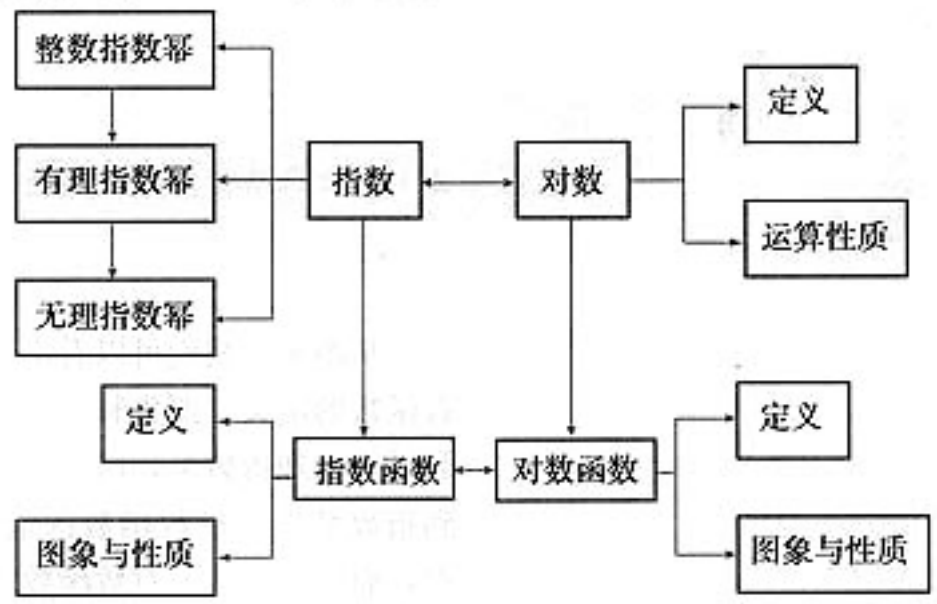 整数指数幂
定义
有理指数幂
指数
对数
运算性质
无理指数幂
定义
定义
指数函数
对数函数
图象与性质
图象与性质